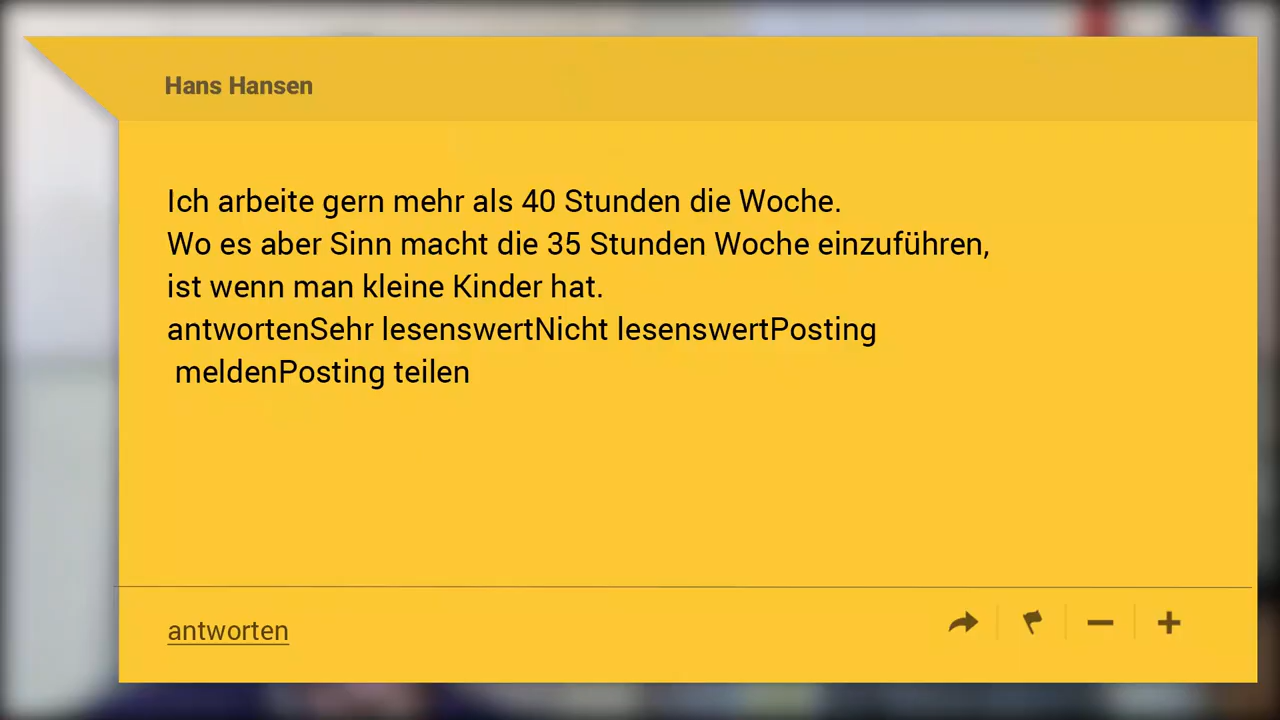 Hans Hansen
Ich arbeite gern mehr als 40 Stunden die Woche.
Wo es aber Sinn macht die 35 Stunden Woche einzuführen,
ist wenn man kleine Kinder hat.
antwortenSehr lesenswertNicht lesenswertPosting
meldenPosting teilen
antworten